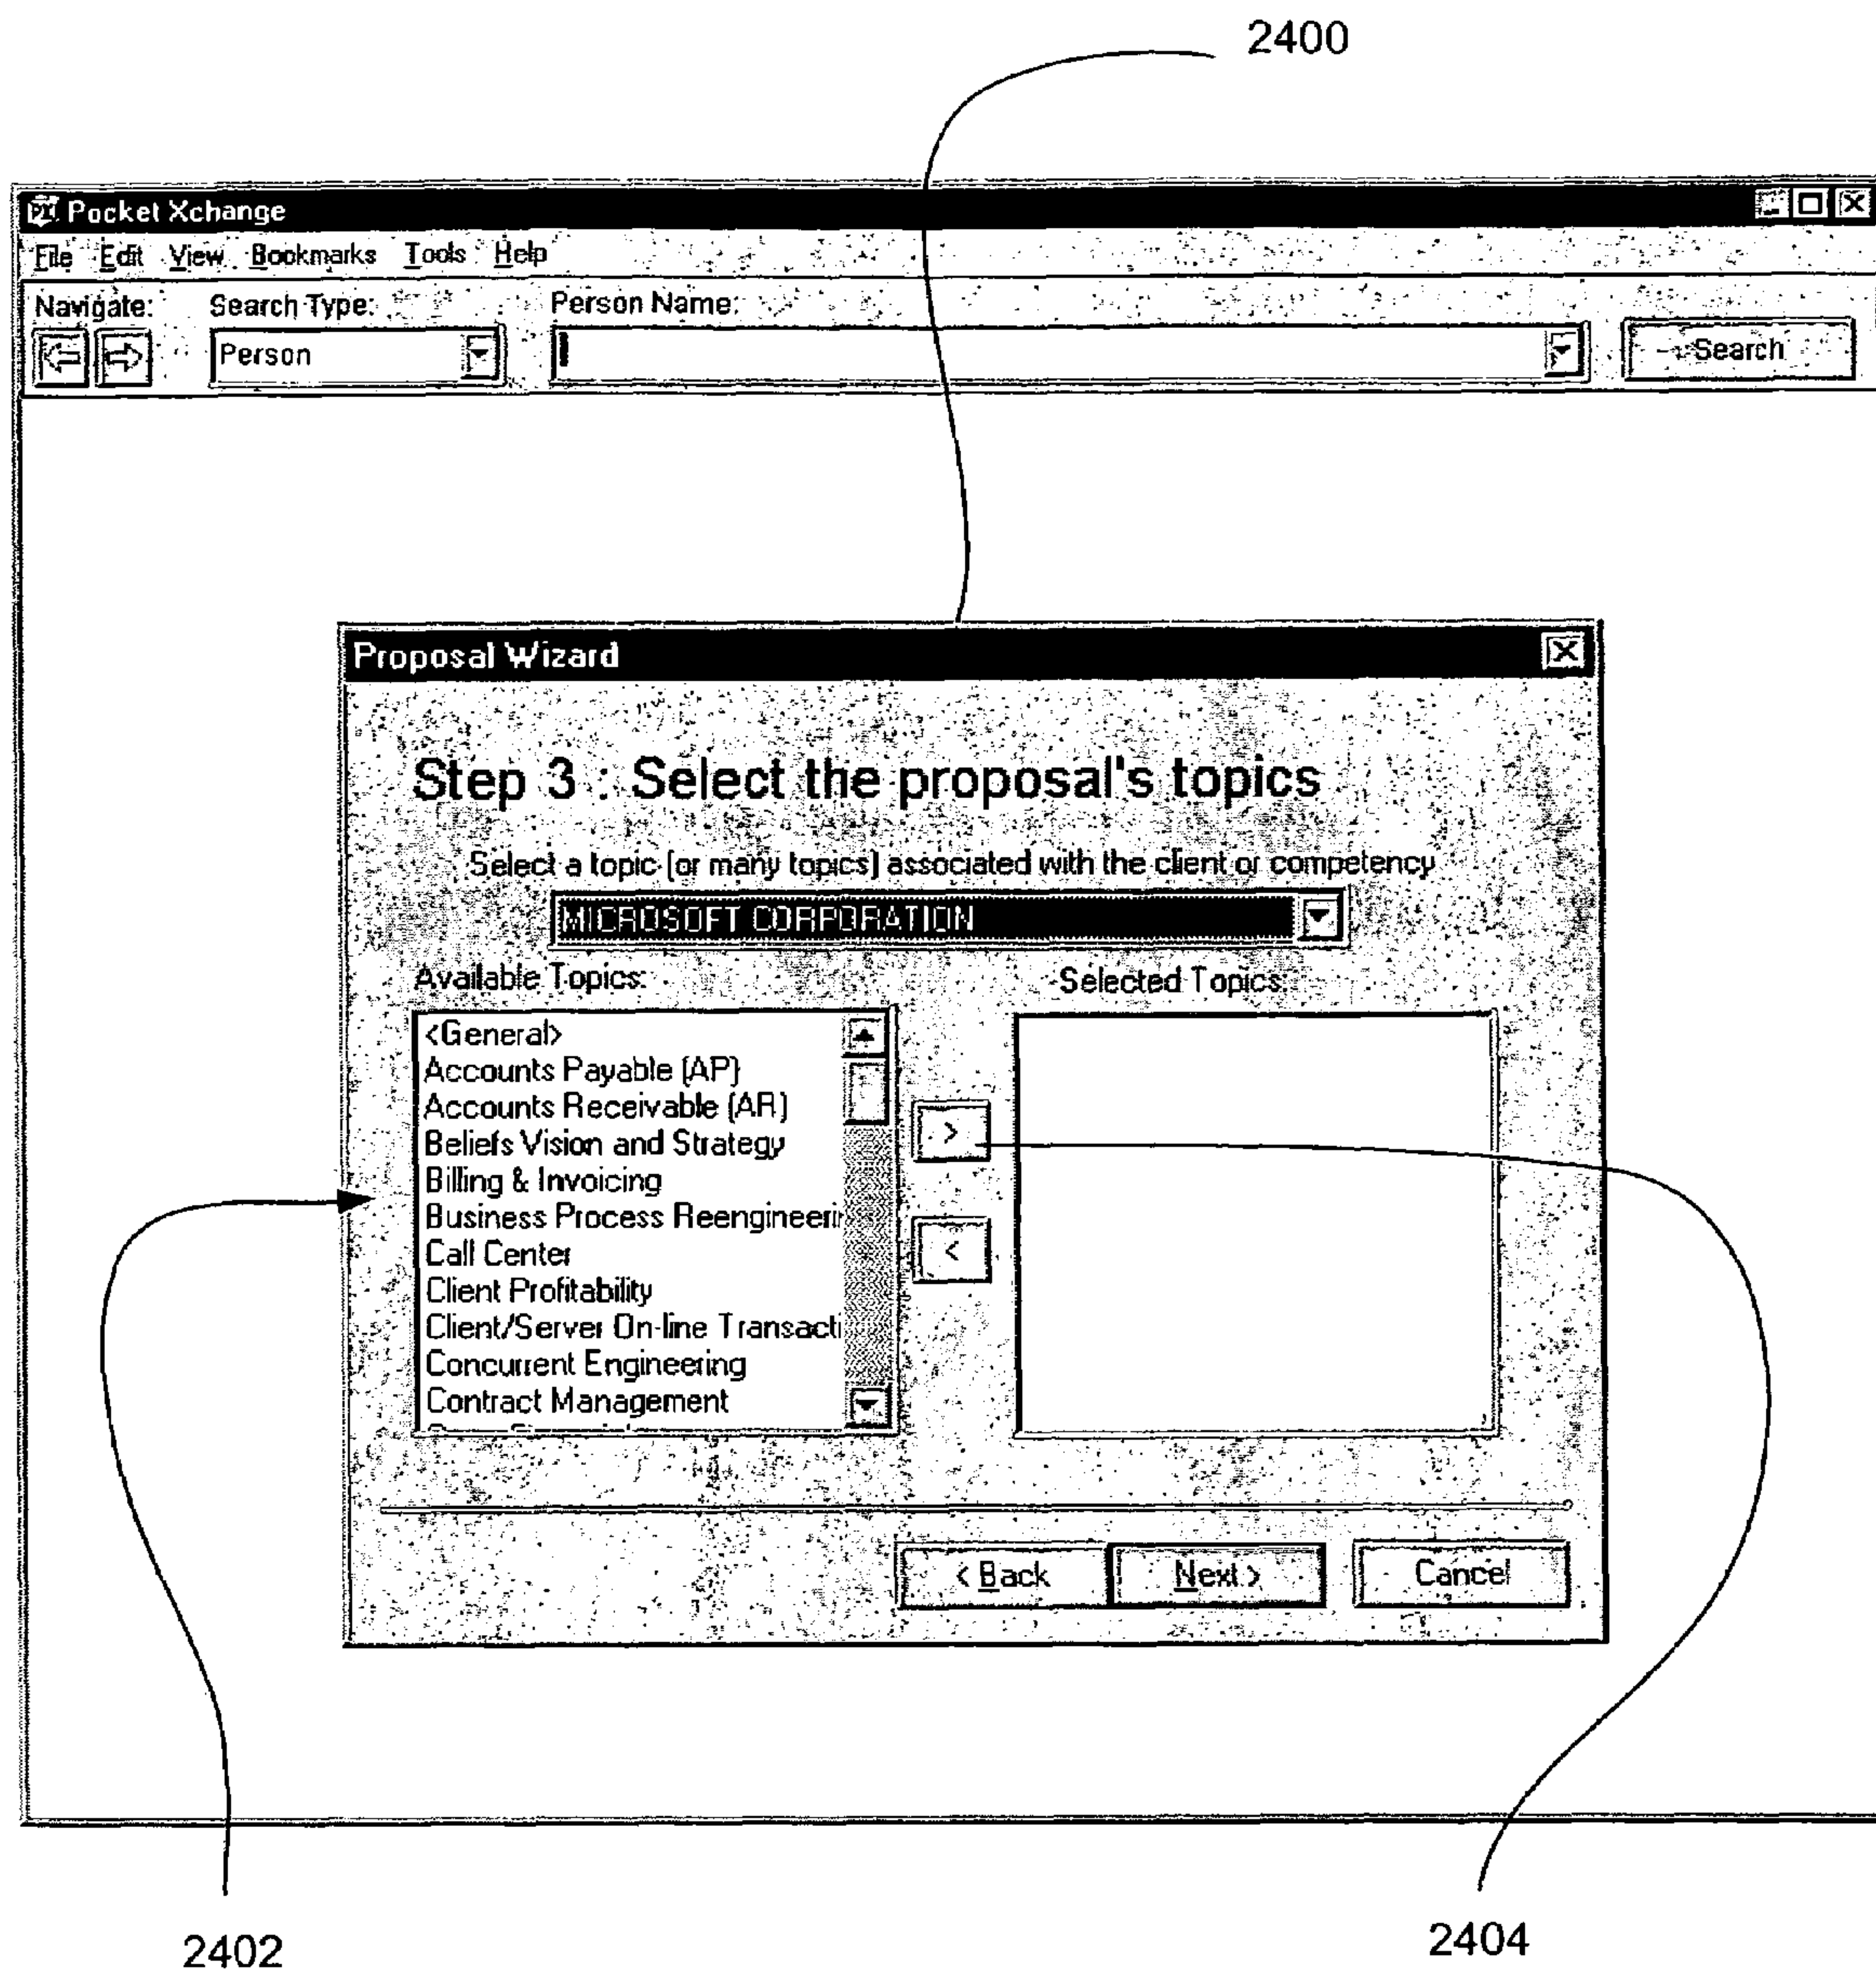 2400
Pocket Xchange
File Edit View Bookmarks Tools Help
Navigate: Search Type: Person Name:
Person Search
Proposal Wizard
Step 3 : Select the proposal's topics
Select a topic (or many topics) associated with the client or competency
MICROSOFT CORPORATION
Available Topics: Selected Topics:
<General>
Accounts Payable (AP)
Accounts Receivable (AR)
Beliefs Vision and Strategy
>
Billing & Invoicing
Business Process Reengineerin
Call Center
<
Client Profitability
Client/Server On-line Transacti
Concurrent Engineering
Contract Management
< Back Next > Cancel
2402 2404